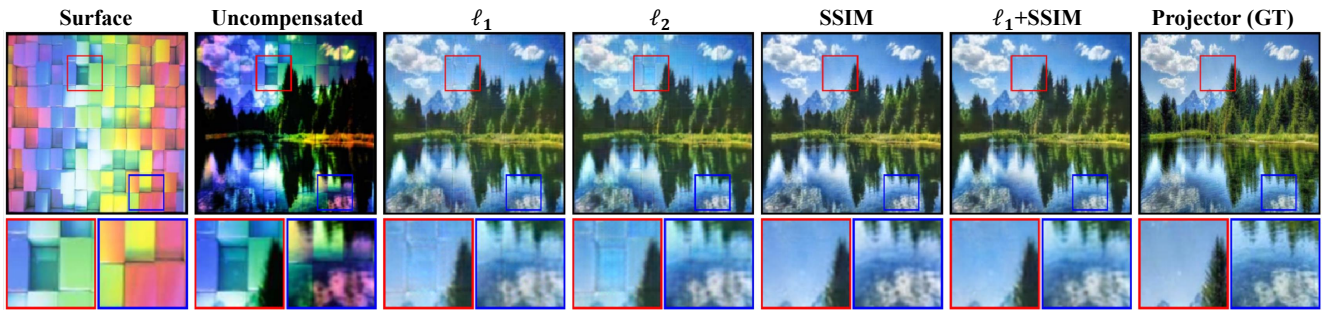 Surface Uncompensated ℓ₁ ℓ₂ SSIM ℓ₁+SSIM Projector (GT)